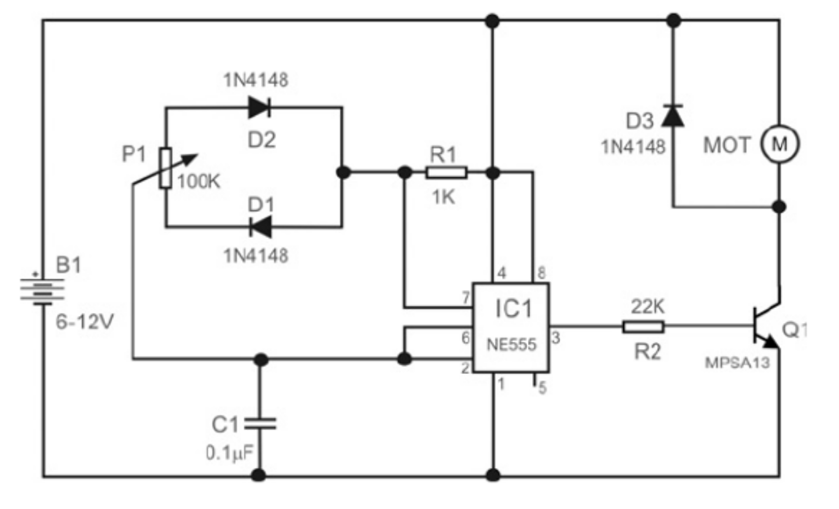 1N4148
D2
P1
100K
D1
1N4148
R1
1K
D3
1N4148
MOT
M
+
B1
6-12V
4
8
7
IC1
6
NE555
3
2
1
5
22K
R2
Q1
MPSA13
C1
0.1µF